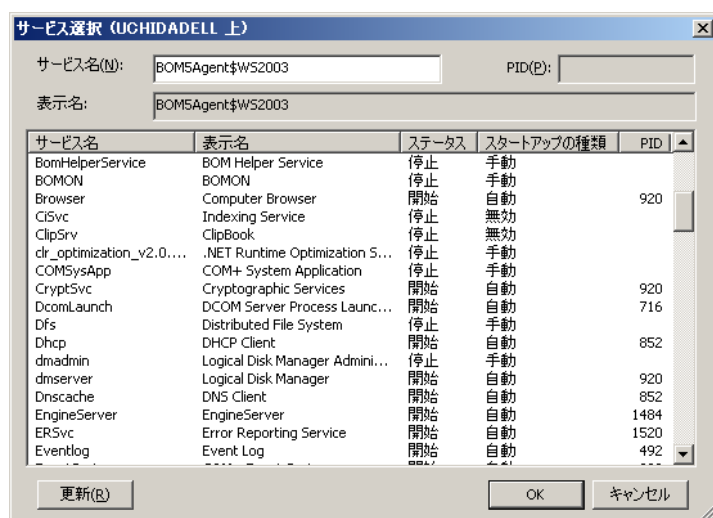 サービス選択 (UCHIDADELL 上)
サービス名(N): BOM5Agent$WS2003 PID(P):
表示名: BOM5Agent$WS2003
サービス名 表示名 ステータス スタートアップの種類 PID
BomHelperService BOM Helper Service 停止 手動
BOMON BOMON 停止 手動
Browser Computer Browser 開始 自動 920
CiSvc Indexing Service 停止 無効
ClipSrv ClipBook 停止 無効
clr_optimization_v2.0.... .NET Runtime Optimization S... 停止 手動
COMSysApp COM+ System Application 停止 手動
CryptSvc Cryptographic Services 開始 自動 920
DcomLaunch DCOM Server Process Launc... 開始 自動 716
Dfs Distributed File System 停止 手動
Dhcp DHCP Client 開始 自動 852
dmadmin Logical Disk Manager Admini... 停止 手動
dmserver Logical Disk Manager 開始 自動 920
Dnscache DNS Client 開始 自動 852
EngineServer EngineServer 開始 自動 1484
ERSvc Error Reporting Service 開始 自動 1520
Eventlog Event Log 開始 自動 492
更新(R) OK キャンセル